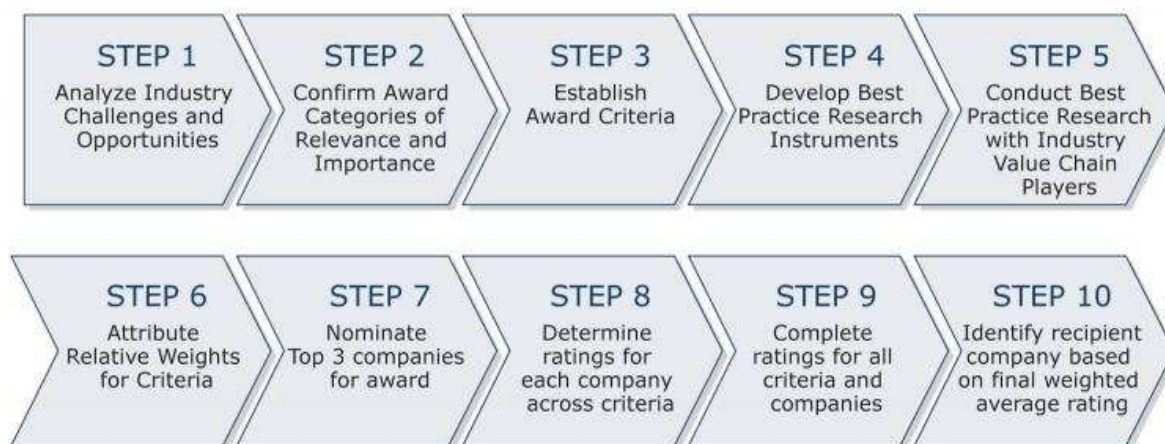 STEP 1
Analyze Industry
Challenges and
Opportunities
STEP 2
Confirm Award
Categories of
Relevance and
Importance
STEP 3
Establish
Award Criteria
STEP 4
Develop Best
Practice Research
Instruments
STEP 5
Conduct Best
Practice Research
with Industry
Value Chain
Players
STEP 6
Attribute
Relative Weights
for Criteria
STEP 7
Nominate
Top 3 companies
for award
STEP 8
Determine
ratings for
each company
across criteria
STEP 9
Complete
ratings for all
criteria and
companies
STEP 10
Identify recipient
company based
on final weighted
average rating